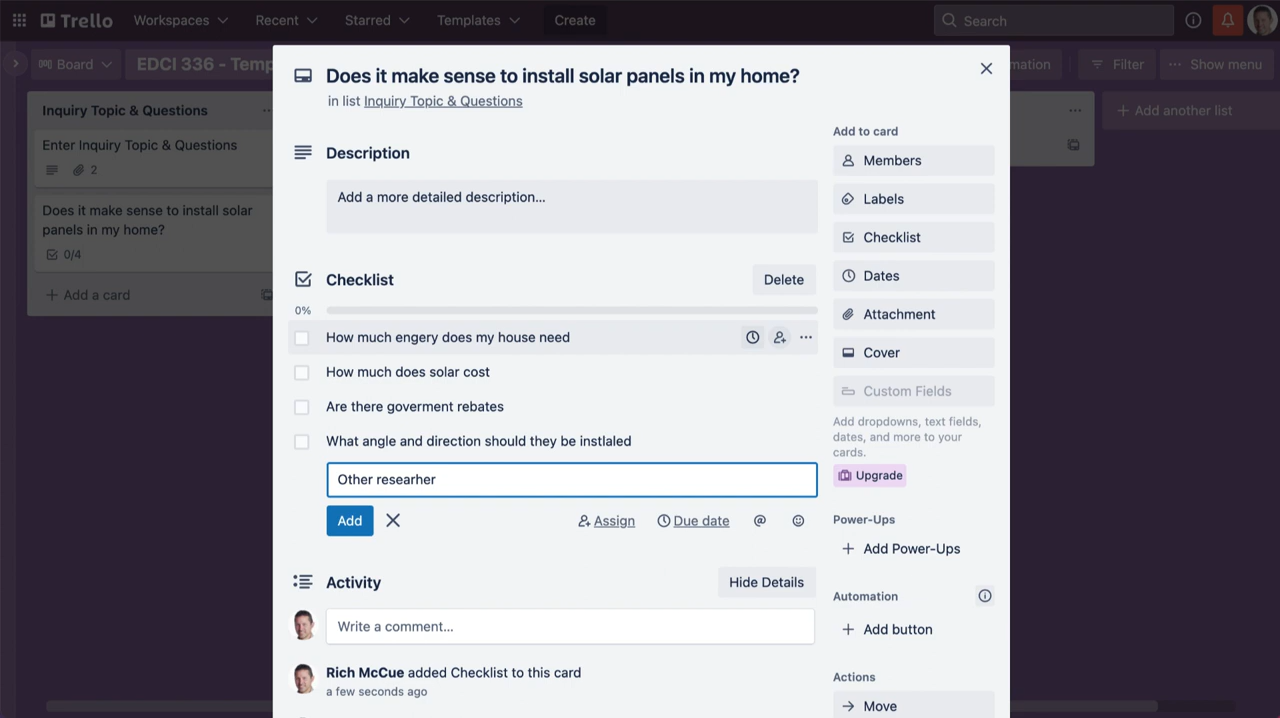 Trello
Workspaces
Recent
Starred
Templates
Create
Search
Board
EDCI 336 - Temp
mation
Filter
Show menu
Inquiry Topic & Questions
Enter Inquiry Topic & Questions
2
Does it make sense to install solar
panels in my home?
0/4
+ Add a card
+ Add another list
Does it make sense to install solar panels in my home?
in list Inquiry Topic & Questions
Description
Add a more detailed description...
Checklist
Delete
0%
How much engery does my house need
How much does solar cost
Are there goverment rebates
What angle and direction should they be instlaled
Other researher
Add
Assign
Due date
@
Activity
Hide Details
Write a comment...
Rich McCue added Checklist to this card
a few seconds ago
Add to card
Members
Labels
Checklist
Dates
Attachment
Cover
Custom Fields
Add dropdowns, text fields,
dates, and more to your
cards.
Upgrade
Power-Ups
+ Add Power-Ups
Automation
+ Add button
Actions
Move